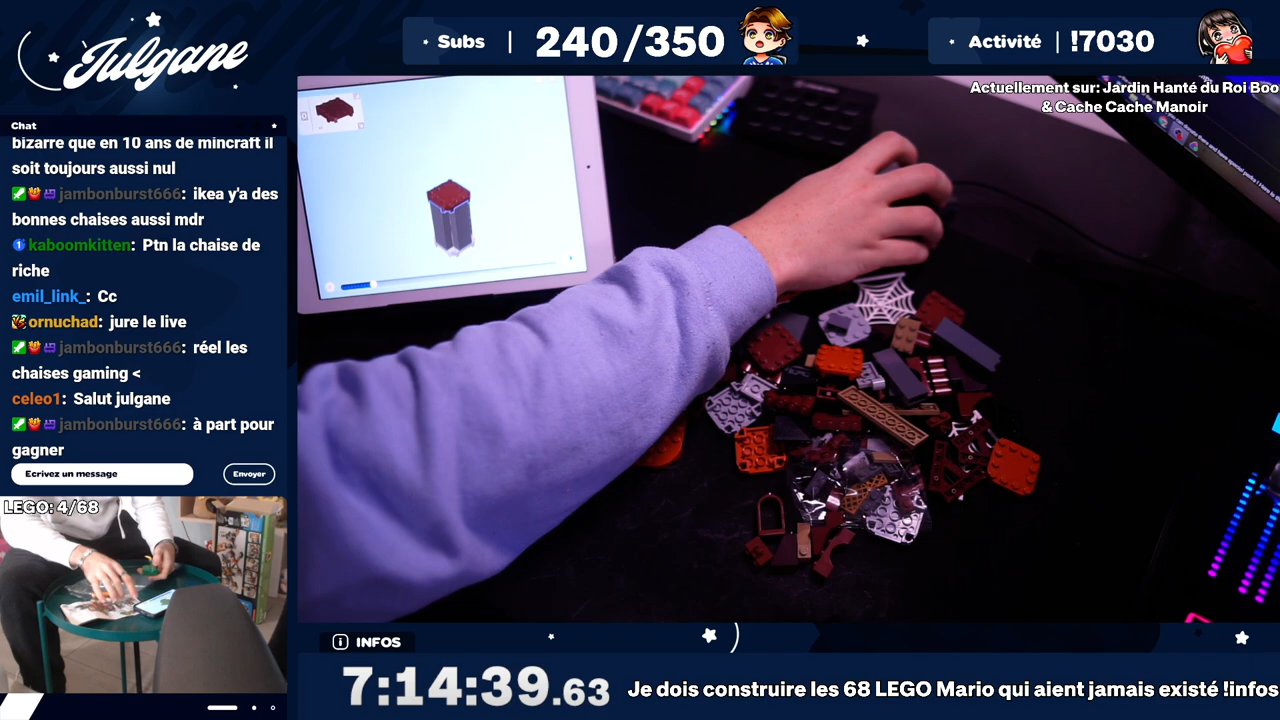 Julgane
Subs | 240/350
Activité | !7030
Actuellement sur: Jardin Hanté du Roi Boo
& Cache Cache Manoir
Chat
bizarre que en 10 ans de mincraft il
soit toujours aussi nul
jambonburst666: ikea y'a des
bonnes chaises aussi mdr
1 kaboomkitten: Ptn la chaise de
riche
emil_link_: Cc
ornuchad: jure le live
jambonburst666: réel les
chaises gaming <
celeo1: Salut julgane
jambonburst666: à part pour
gagner
Ecrivez un message
Envoyer
LEGO: 4/68
i INFOS
7:14:39.63
Je dois construire les 68 LEGO Mario qui aient jamais existé !infos